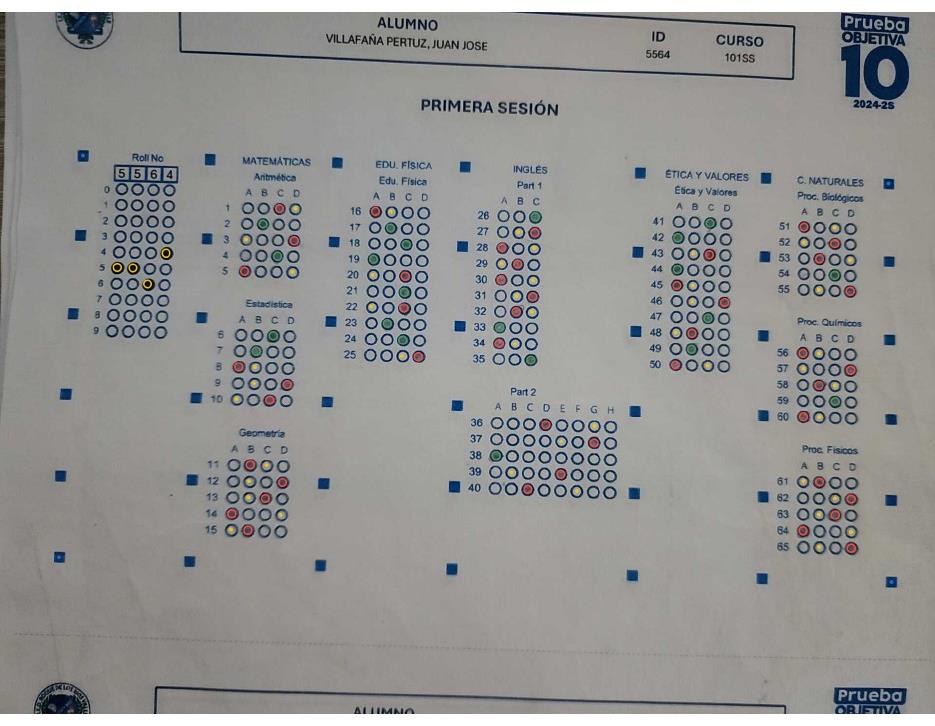 ALUMNO
VILLAFAÑA PERTUZ, JUAN JOSE
ID
5564
CURSO
101SS
Prueba
OBJETIVA
10
2024-2S
PRIMERA SESIÓN
Roll No
5 5 6 4
0
1
2
3
4
5
6
7
8
9
MATEMÁTICAS
Aritmética
A B C D
1
2
3
4
5
Estadística
A B C D
6
7
8
9
10
Geometría
A B C D
11
12
13
14
15
EDU. FÍSICA
Edu. Física
A B C D
16
17
18
19
20
21
22
23
24
25
INGLÉS
Part 1
A B C
26
27
28
29
30
31
32
33
34
35
Part 2
A B C D E F G H
36
37
38
39
40
ÉTICA Y VALORES
Ética y Valores
A B C D
41
42
43
44
45
46
47
48
49
50
C. NATURALES
Proc. Biológicos
A B C D
51
52
53
54
55
Proc. Químicos
A B C D
56
57
58
59
60
Proc. Físicos
A B C D
61
62
63
64
65
ALUMNO
Prueba
OBJETIVA